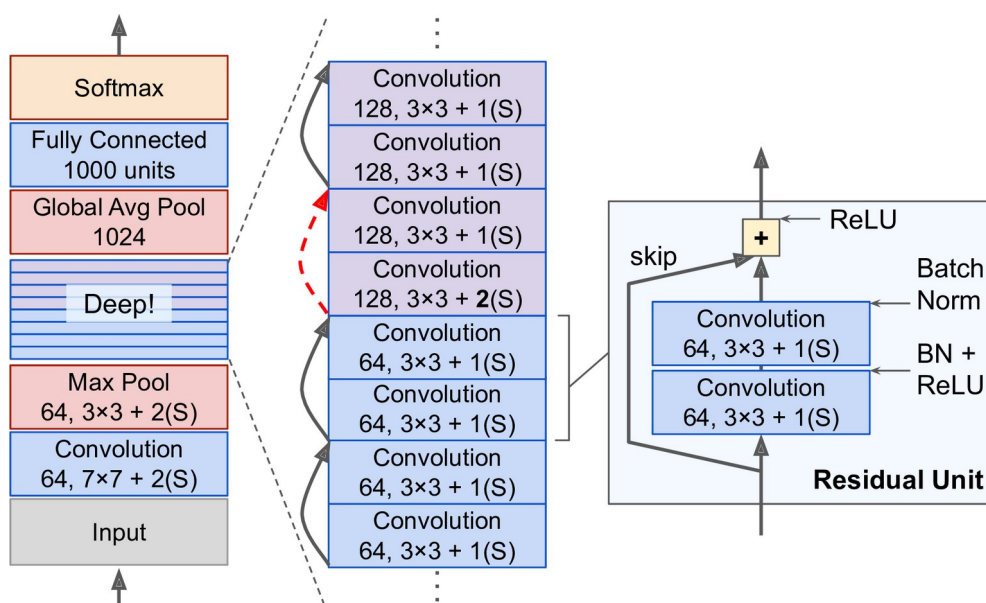 Softmax
Fully Connected
1000 units
Global Avg Pool
1024
Deep!
Max Pool
64, 3×3 + 2(S)
Convolution
64, 7×7 + 2(S)
Input
Convolution
128, 3×3 + 1(S)
Convolution
128, 3×3 + 1(S)
Convolution
128, 3×3 + 1(S)
Convolution
128, 3×3 + 2(S)
Convolution
64, 3×3 + 1(S)
Convolution
64, 3×3 + 1(S)
Convolution
64, 3×3 + 1(S)
Convolution
64, 3×3 + 1(S)
ReLU
+
skip
Batch
Norm
Convolution
64, 3×3 + 1(S)
BN +
ReLU
Convolution
64, 3×3 + 1(S)
Residual Unit